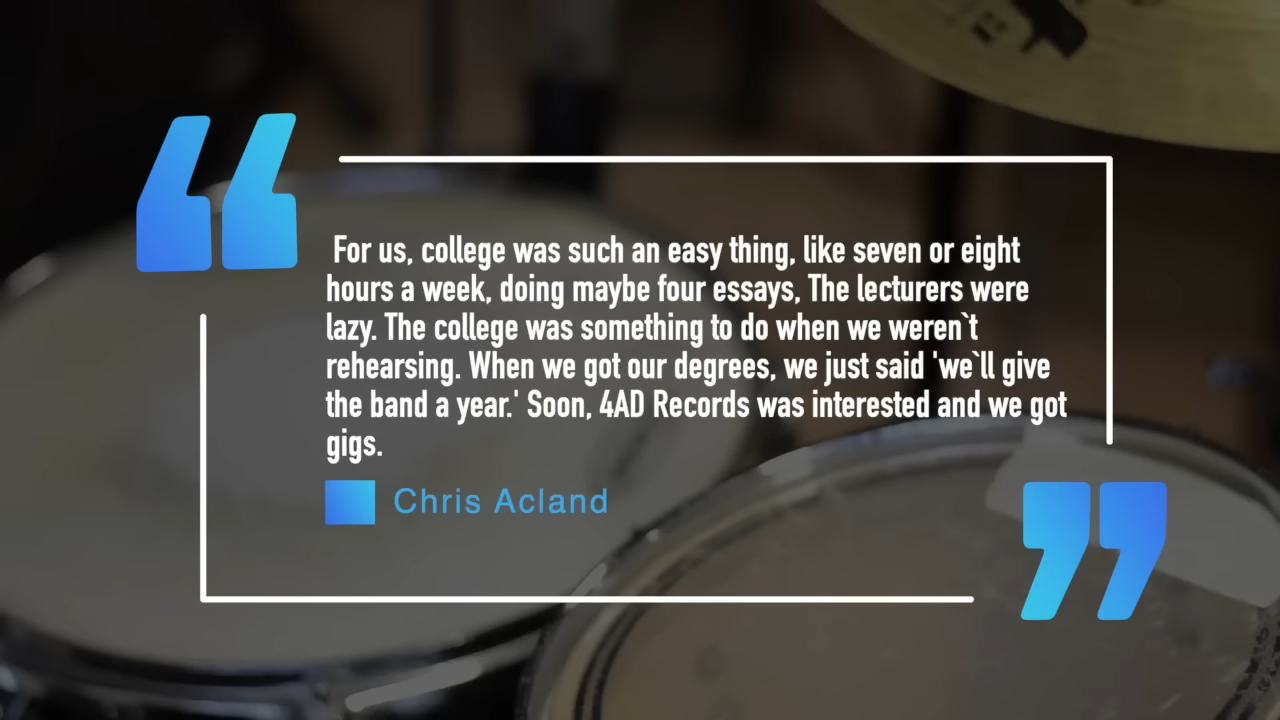 For us, college was such an easy thing, like seven or eight
hours a week, doing maybe four essays, The lecturers were
lazy. The college was something to do when we weren`t
rehearsing. When we got our degrees, we just said 'we`ll give
the band a year.' Soon, 4AD Records was interested and we got
gigs.
Chris Acland